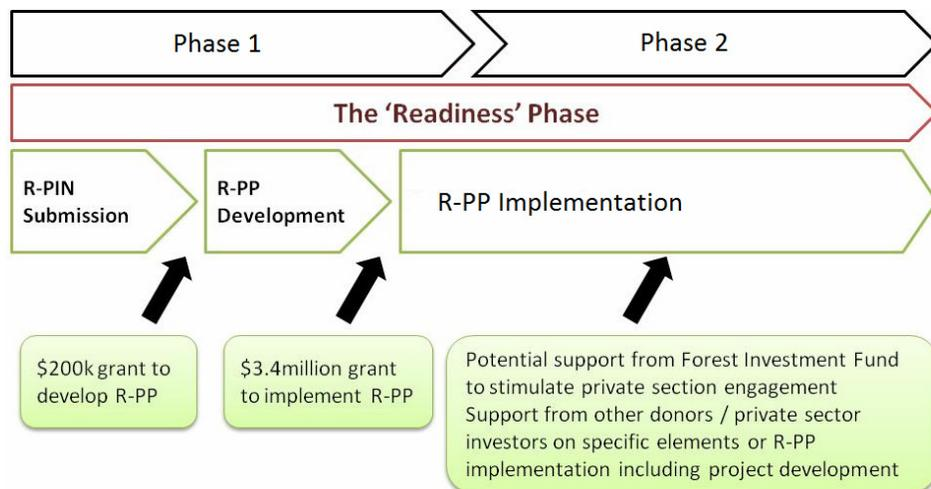 Phase 1
Phase 2
The ‘Readiness’ Phase
R-PIN
Submission
R-PP
Development
R-PP Implementation
$200k grant to
develop R-PP
$3.4million grant
to implement R-PP
Potential support from Forest Investment Fund
to stimulate private section engagement
Support from other donors / private sector
investors on specific elements or R-PP
implementation including project development